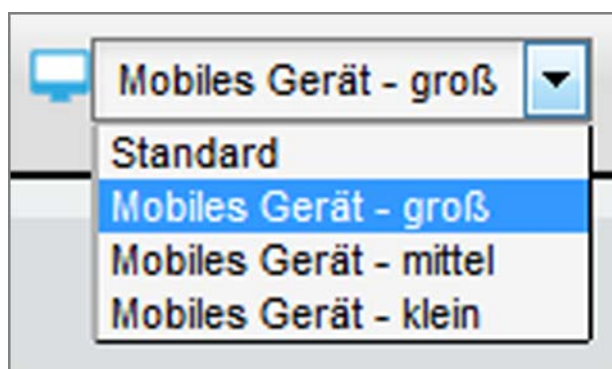 Mobiles Gerät - groß
Standard
Mobiles Gerät - groß
Mobiles Gerät - mittel
Mobiles Gerät - klein